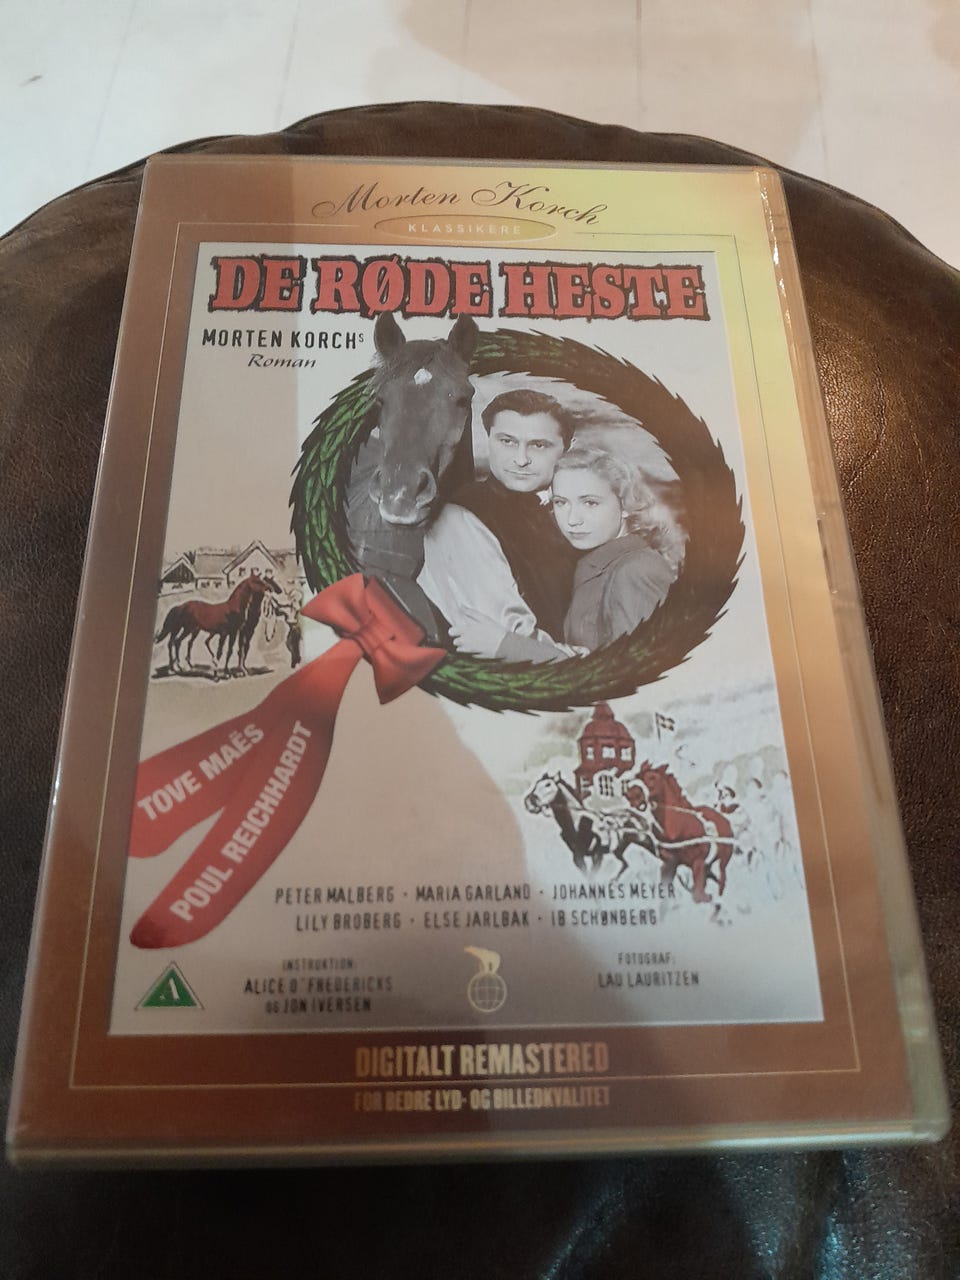 Morten Korch
KLASSIKERE
DE RØDE HESTE
MORTEN KORCHs
Roman
TOVE MAËS
POUL REICHHARDT
PETER MALBERG · MARIA GARLAND · JOHANNES MEYER
LILY BROBERG · ELSE JARLBAK · IB SCHØNBERG
INSTRUKTION:
ALICE O'FREDERICKS
OG JON IVERSEN
FOTOGRAF:
LAU LAURITZEN
A
DIGITALT REMASTERED
FOR BEDRE LYD- OG BILLEDKVALITET